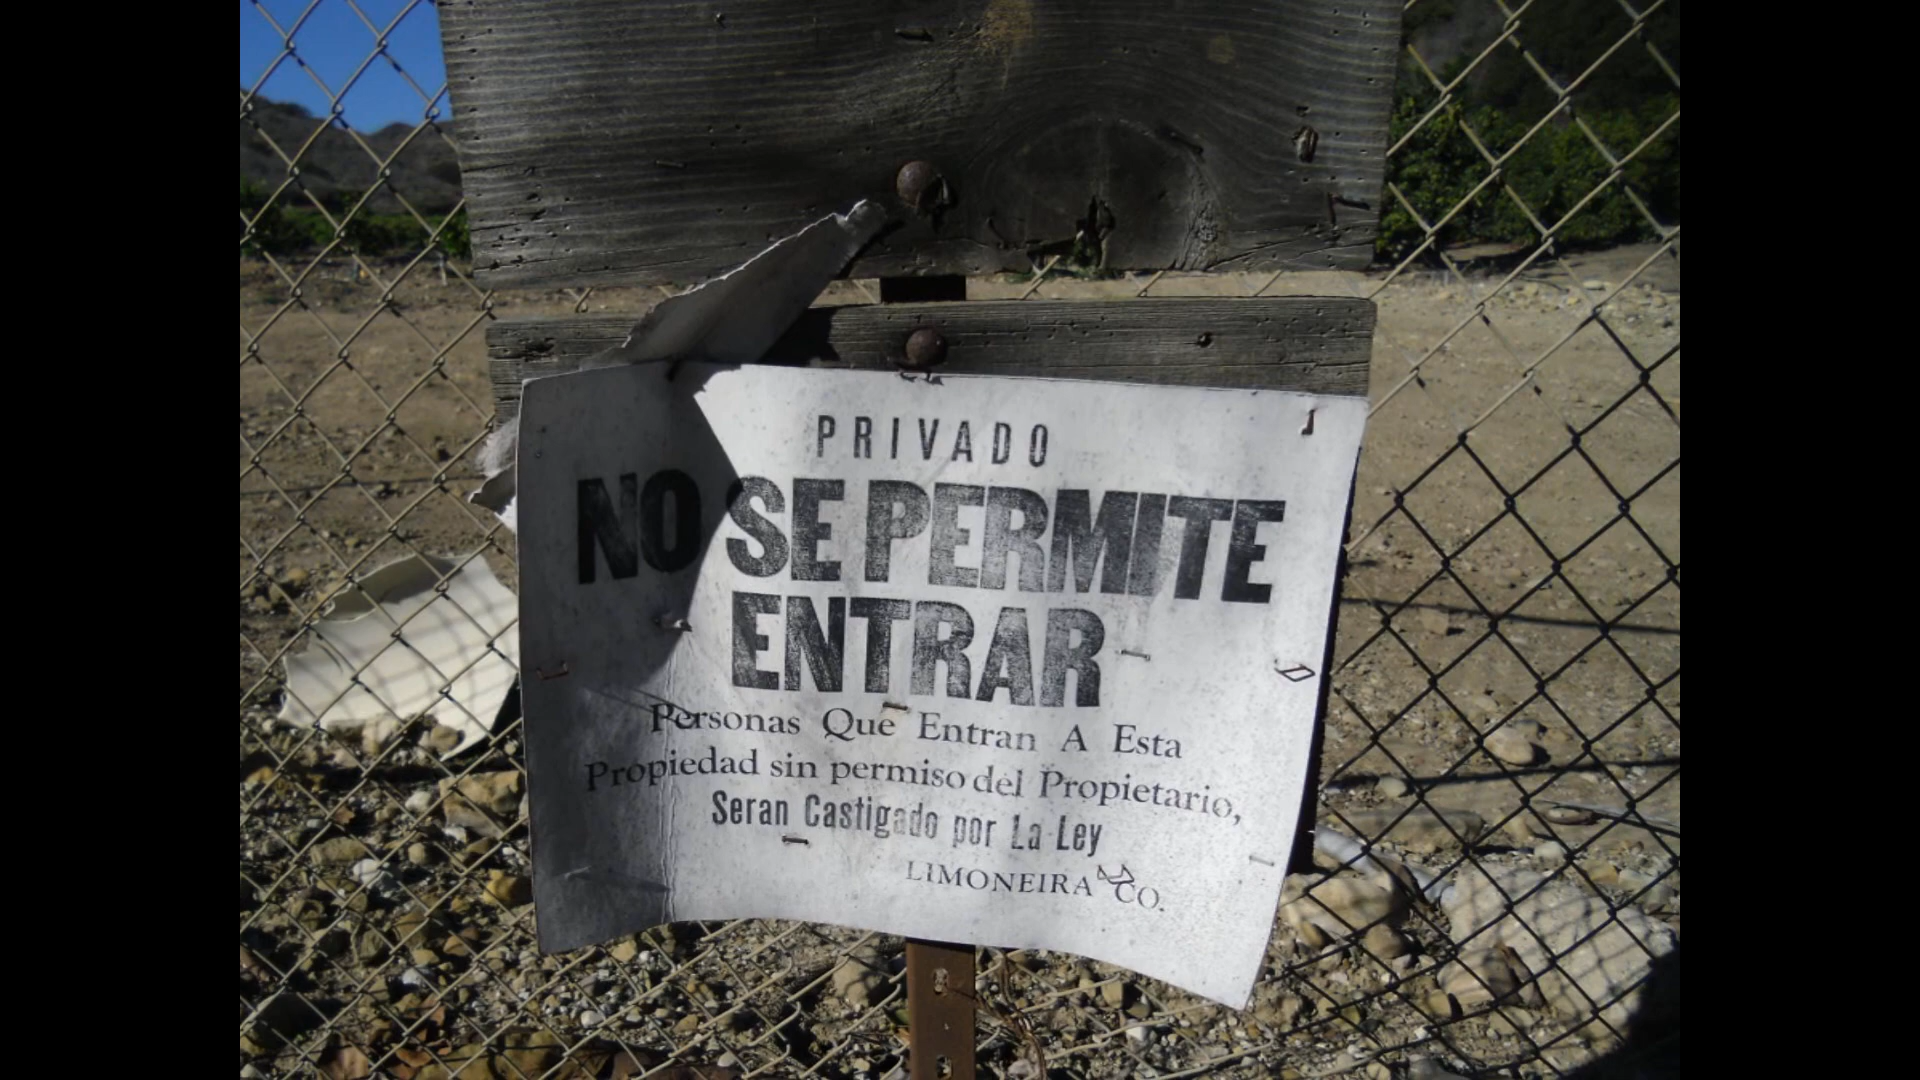 PRIVADO
NO SE PERMITE
ENTRAR
Personas Que Entran A Esta
Propiedad sin permiso del Propietario,
Seran Castigado por La Ley
LIMONEIRA CO.